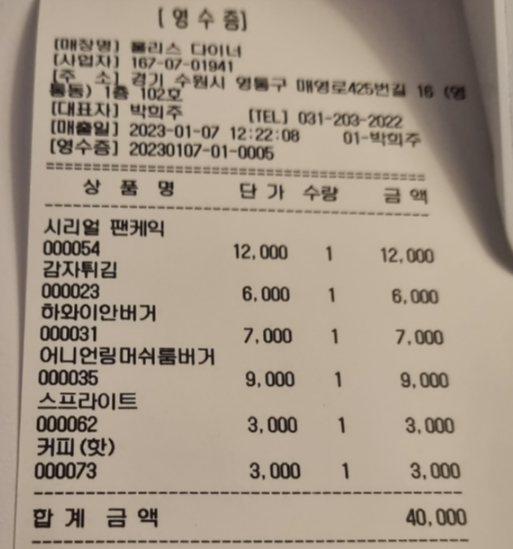 [영수증]
[매장명] 롤리스 다이너
[사업자] 167-07-01941
[주 소] 경기 수원시 영통구 매영로425번길 16 (영
통동) 1층 102호
[대표자] 박희주 [TEL] 031-203-2022
[매출일] 2023-01-07 12:22:08 01-박희주
[영수증] 20230107-01-0005
상 품 명 단 가 수량 금 액
시리얼 팬케익
000054 12,000 1 12,000
감자튀김
000023 6,000 1 6,000
하와이안버거
000031 7,000 1 7,000
어니언링머쉬룸버거
000035 9,000 1 9,000
스프라이트
000062 3,000 1 3,000
커피(핫)
000073 3,000 1 3,000
합 계 금 액 40,000